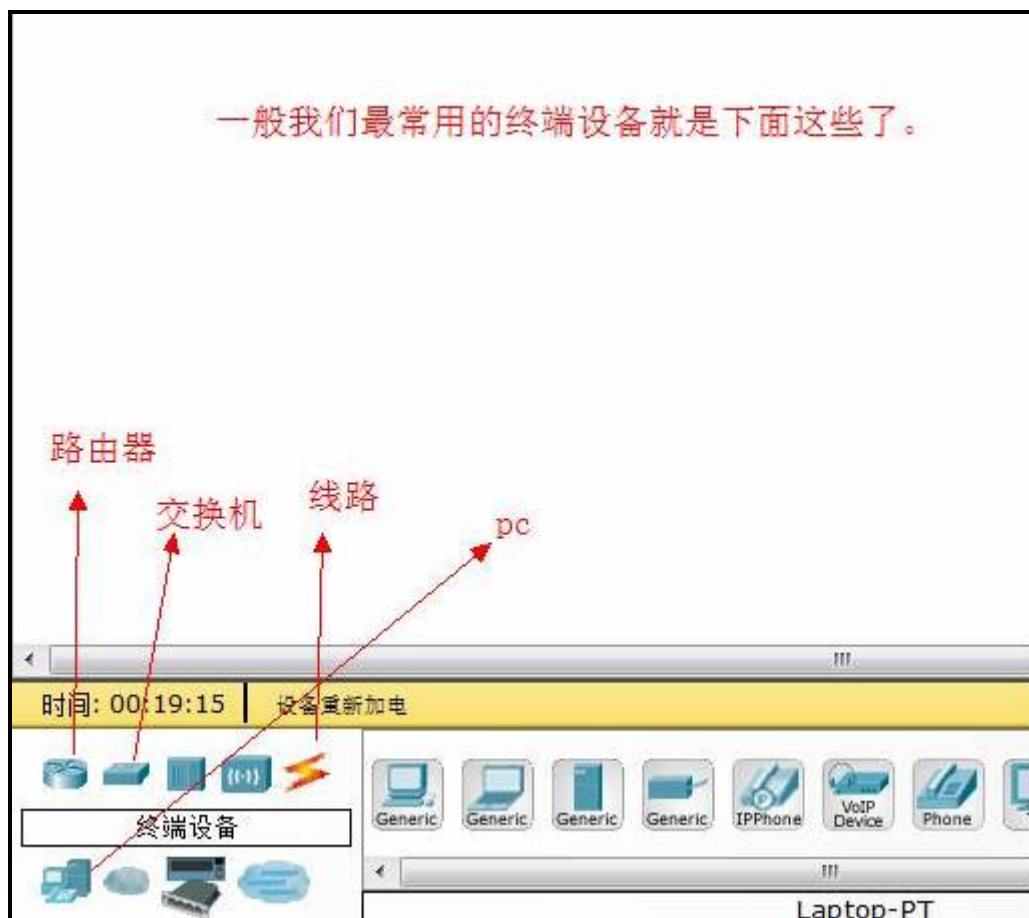 一般我们最常用的终端设备就是下面这些了。
路由器
交换机
线路
pc
时间: 00:19:15
设备重新加电
终端设备
Generic
Generic
Generic
Generic
IPPhone
VoIP
Device
Phone
Laptop-PT